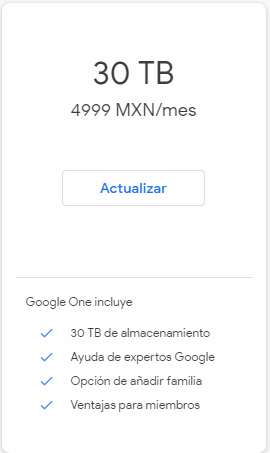 30 TB
4999 MXN/mes
Actualizar
Google One incluye
30 TB de almacenamiento
Ayuda de expertos Google
Opción de añadir familia
Ventajas para miembros